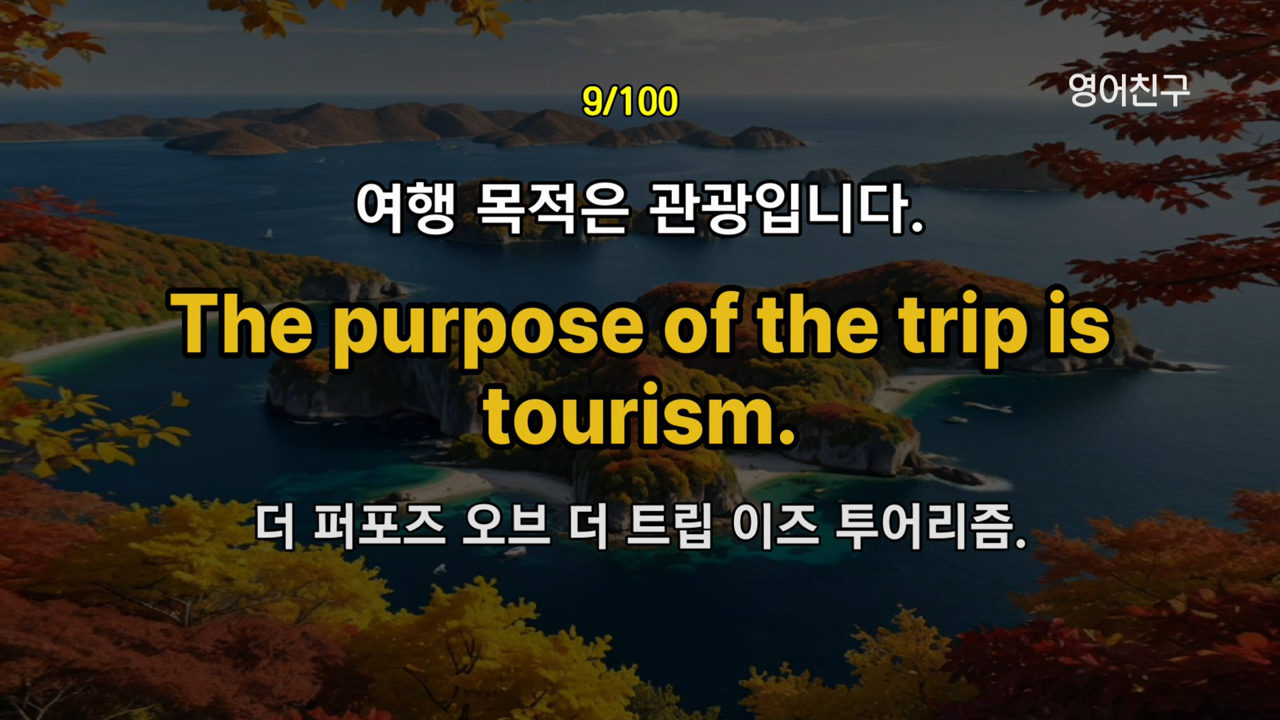 9/100
영어친구
여행 목적은 관광입니다.
The purpose of the trip is
tourism.
더 퍼포즈 오브 더 트립 이즈 투어리즘.